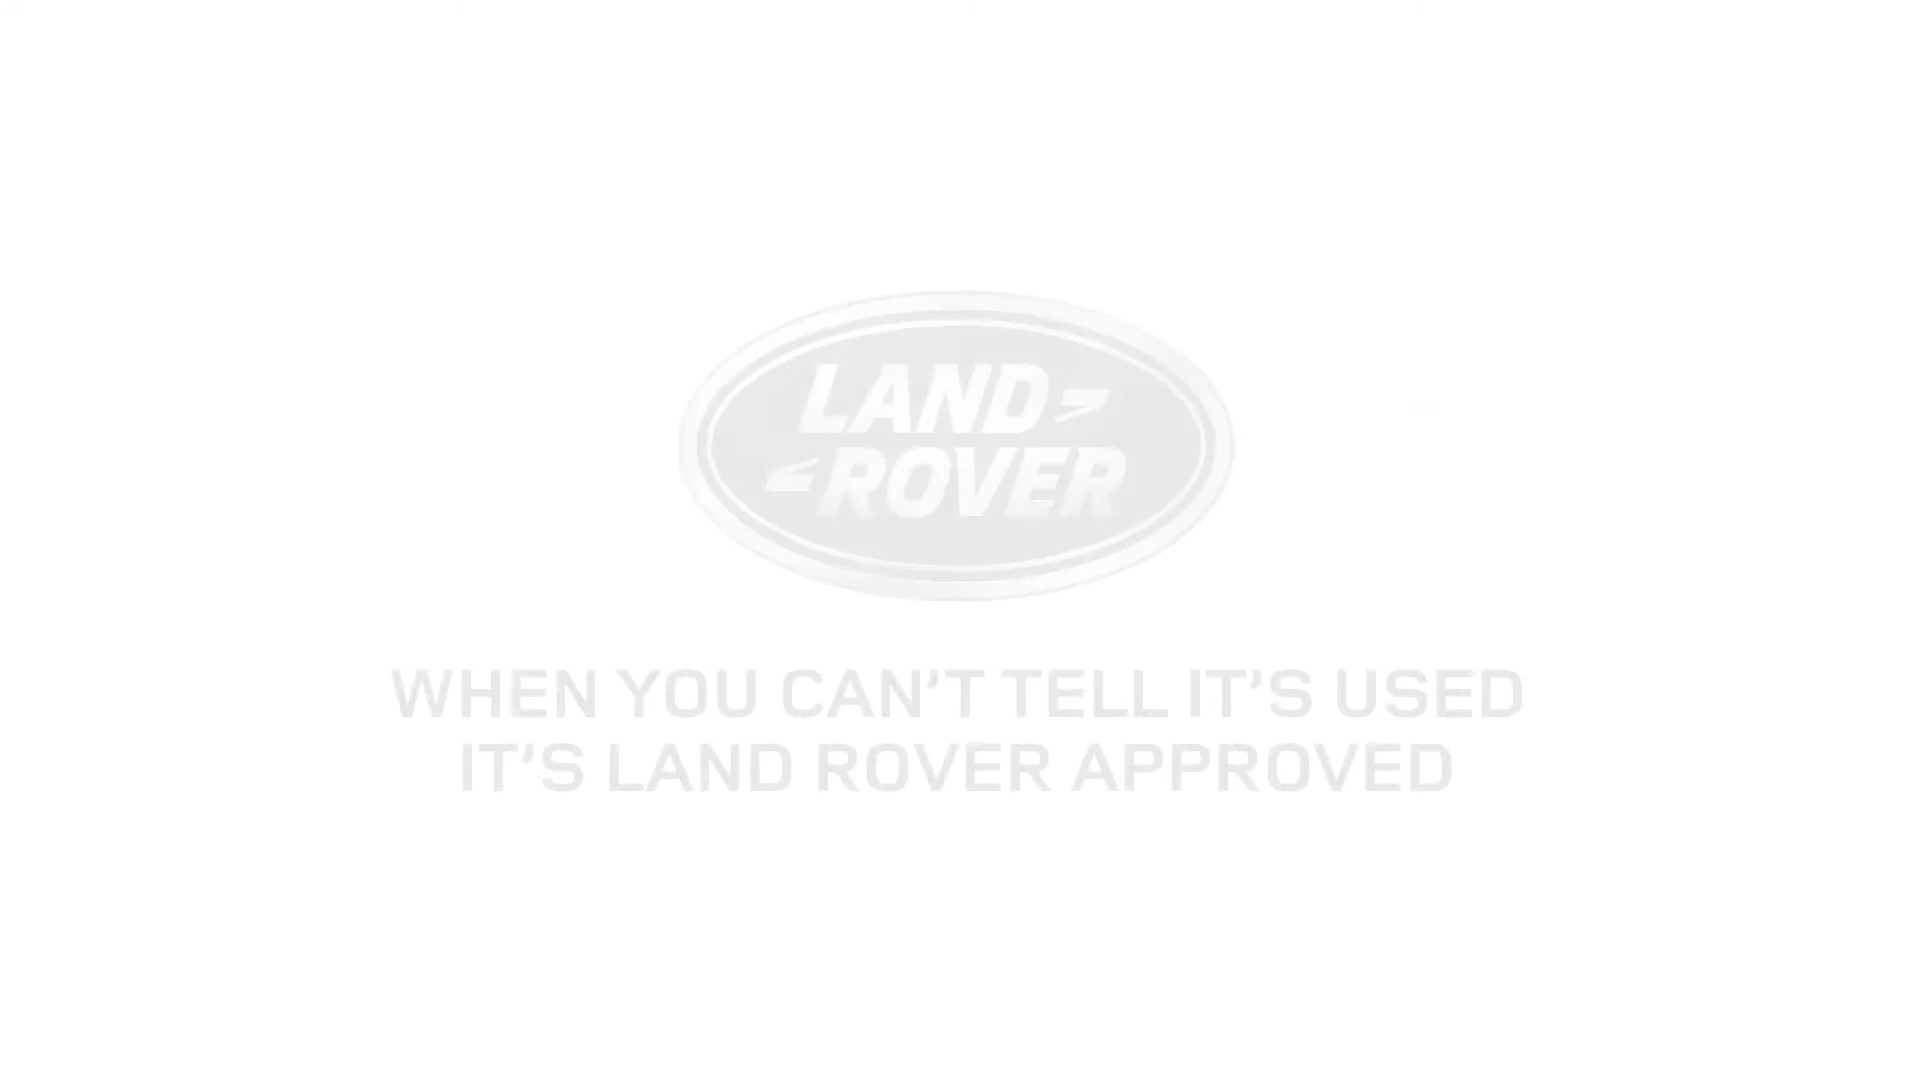 LAND
ROVER
WHEN YOU CAN’T TELL IT’S USED
IT’S LAND ROVER APPROVED